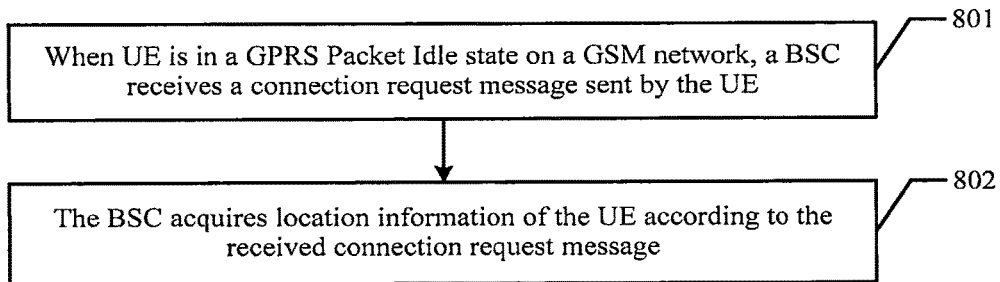 When UE is in a GPRS Packet Idle state on a GSM network, a BSC
receives a connection request message sent by the UE
801
The BSC acquires location information of the UE according to the
received connection request message
802